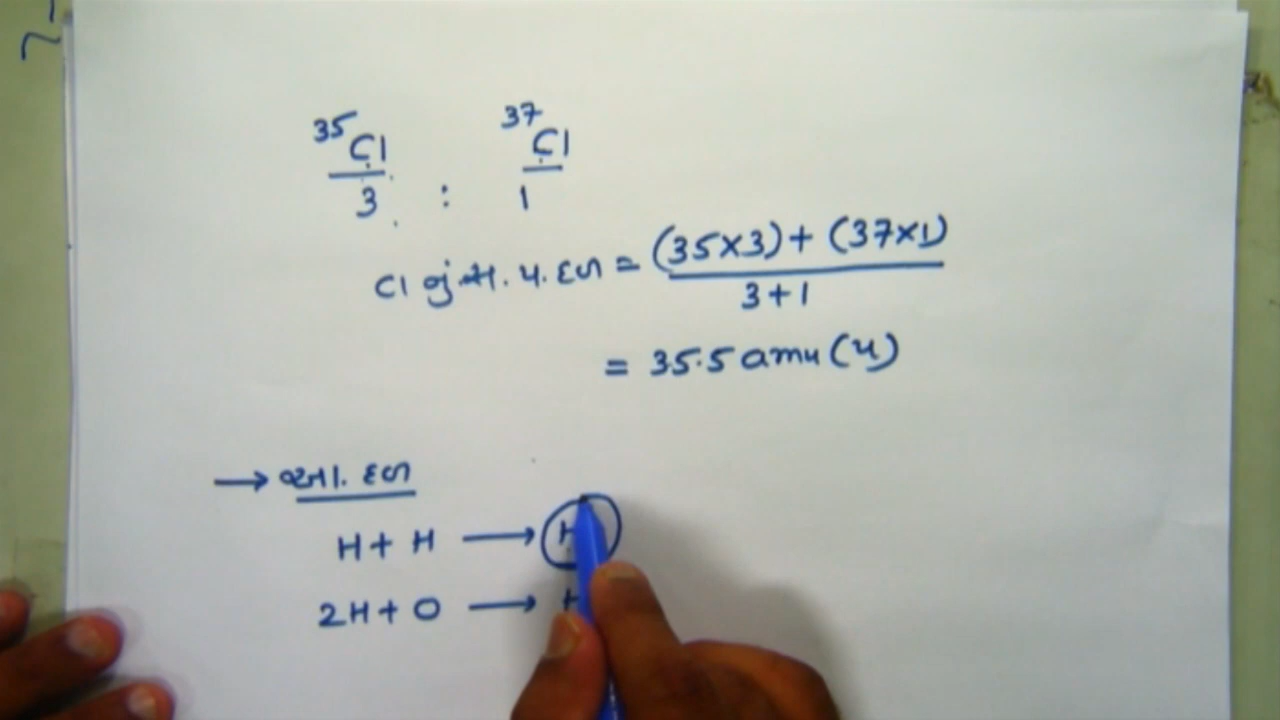 ³⁵Cl ³⁷Cl
3 : 1
Cl નું સ. પ. દળ = (35×3) + (37×1)
3+1
= 35.5 amu (u)
→ આ. દળ
H + H → H
2H + O → H